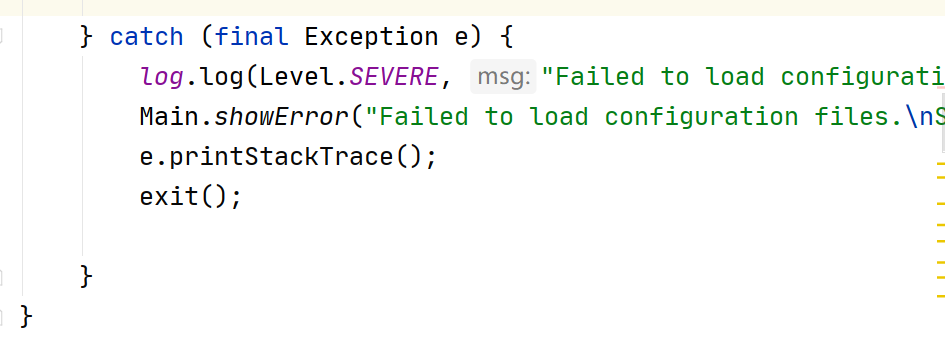 } catch (final Exception e) {
log.log(Level.SEVERE, msg: "Failed to load configurati
Main.showError("Failed to load configuration files.\nS
e.printStackTrace();
exit();
}
}